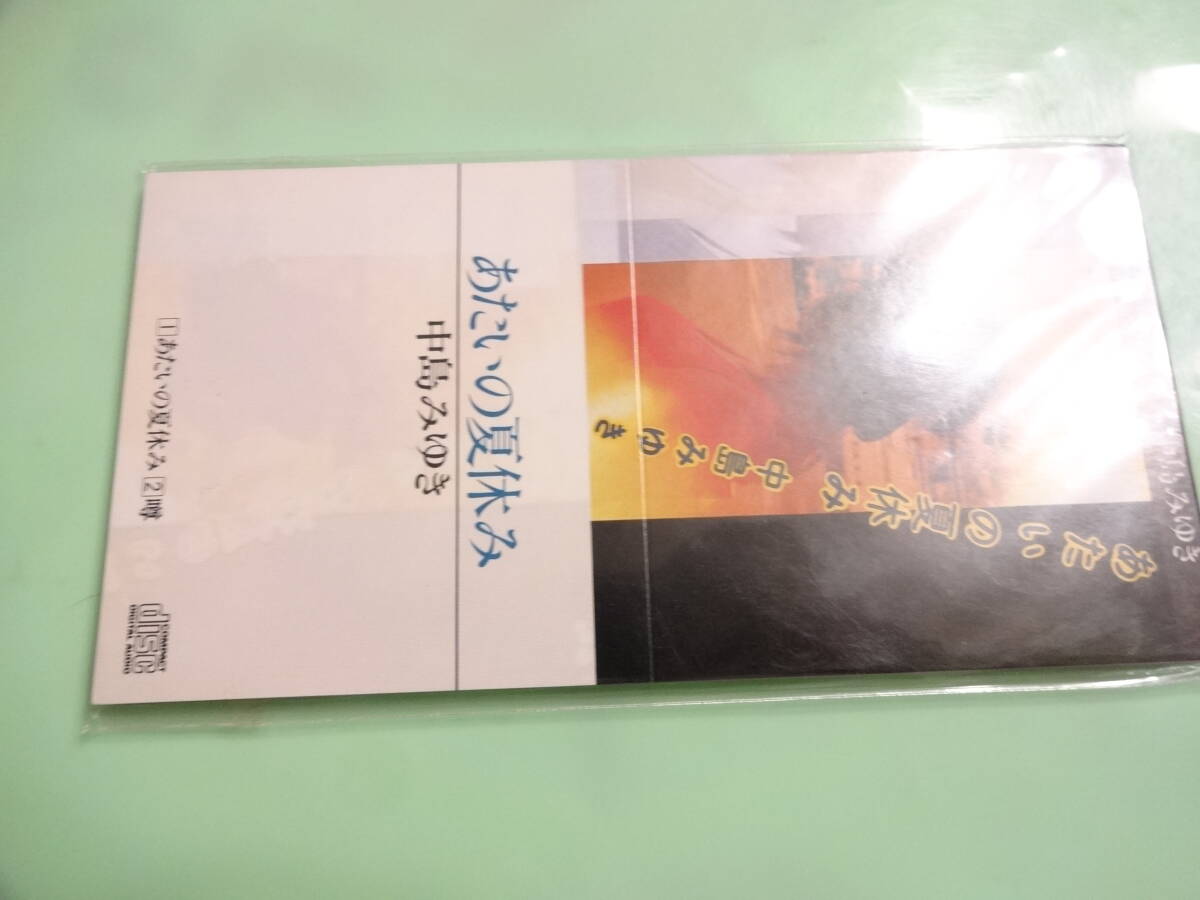 中島みゆき
あたいの夏休み
中島みゆき
あたいの夏休み
中島みゆき
1あたいの夏休み 2噂
COMPACT
disc
DIGITAL AUDIO